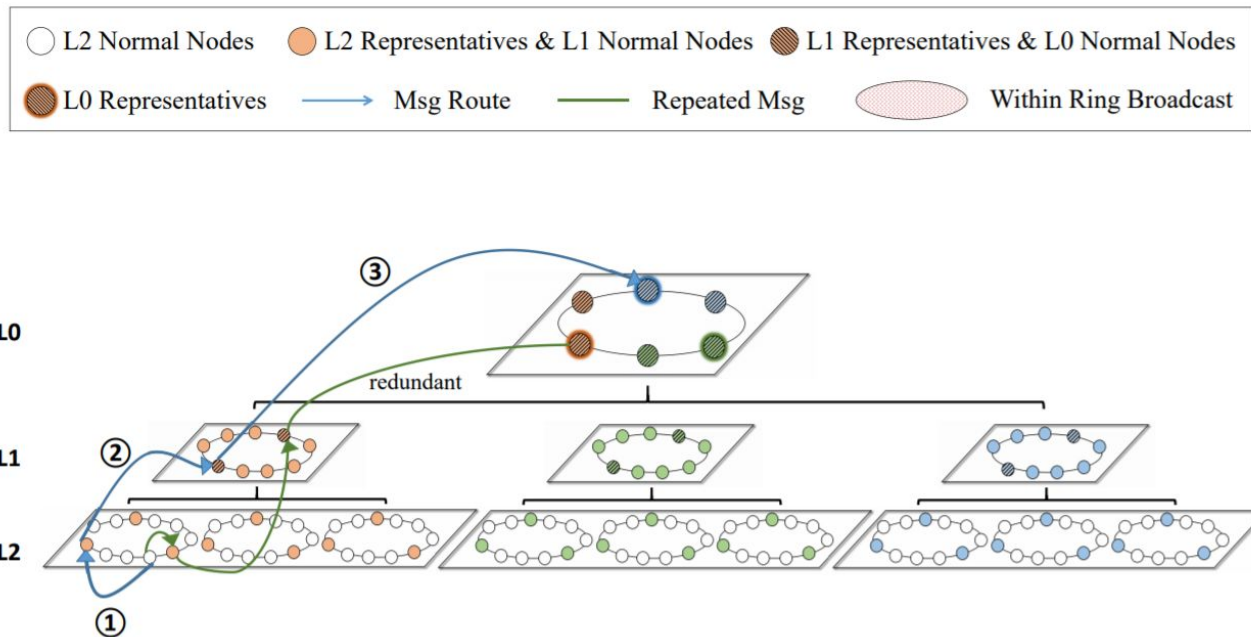 L2 Normal Nodes L2 Representatives & L1 Normal Nodes L1 Representatives & L0 Normal Nodes
L0 Representatives Msg Route Repeated Msg Within Ring Broadcast
③
L0
redundant
②
L1
L2
①